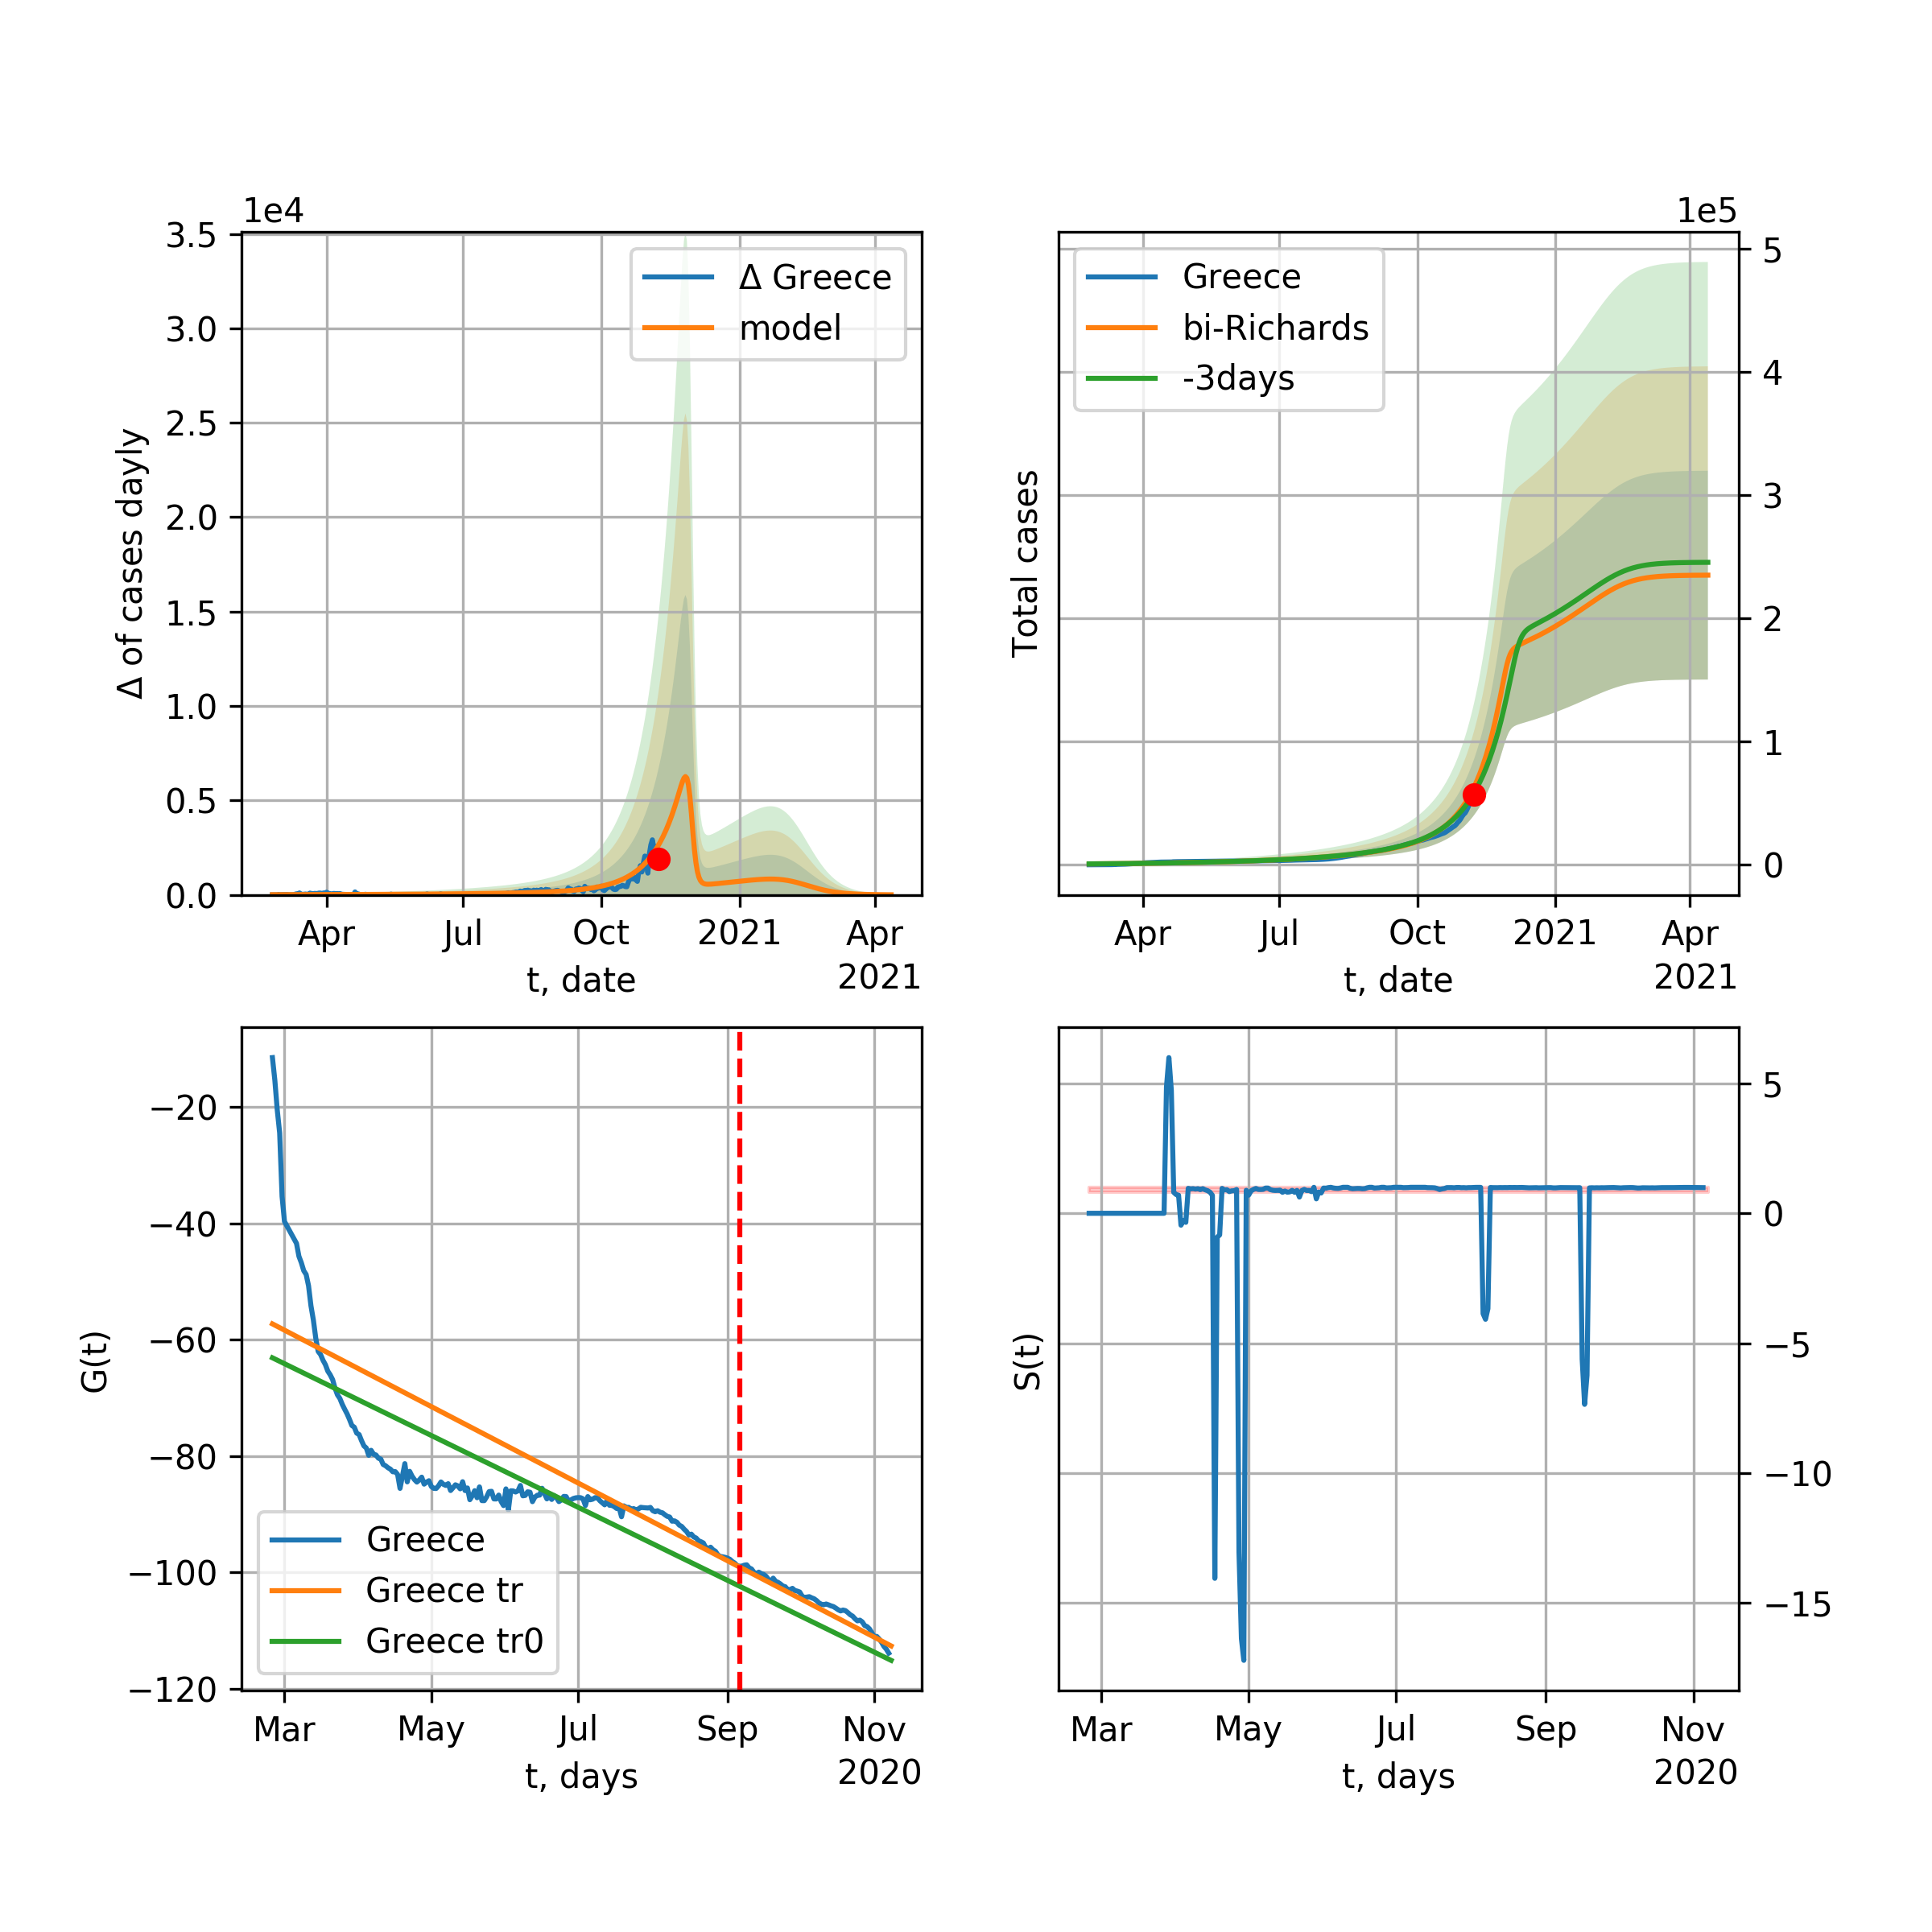 1e4
3.5
3.0
2.5
2.0
1.5
1.0
0.5
0.0
Δ of cases dayly
Δ Greece
model
Apr Jul Oct 2021 Apr
2021
t, date
1e5
5
4
3
2
1
0
Total cases
Greece
bi-Richards
-3days
Apr Jul Oct 2021 Apr
2021
t, date
−20
−40
−60
−80
−100
−120
G(t)
Greece
Greece tr
Greece tr0
Mar May Jul Sep Nov
2020
t, days
5
0
−5
−10
−15
S(t)
Mar May Jul Sep Nov
2020
t, days